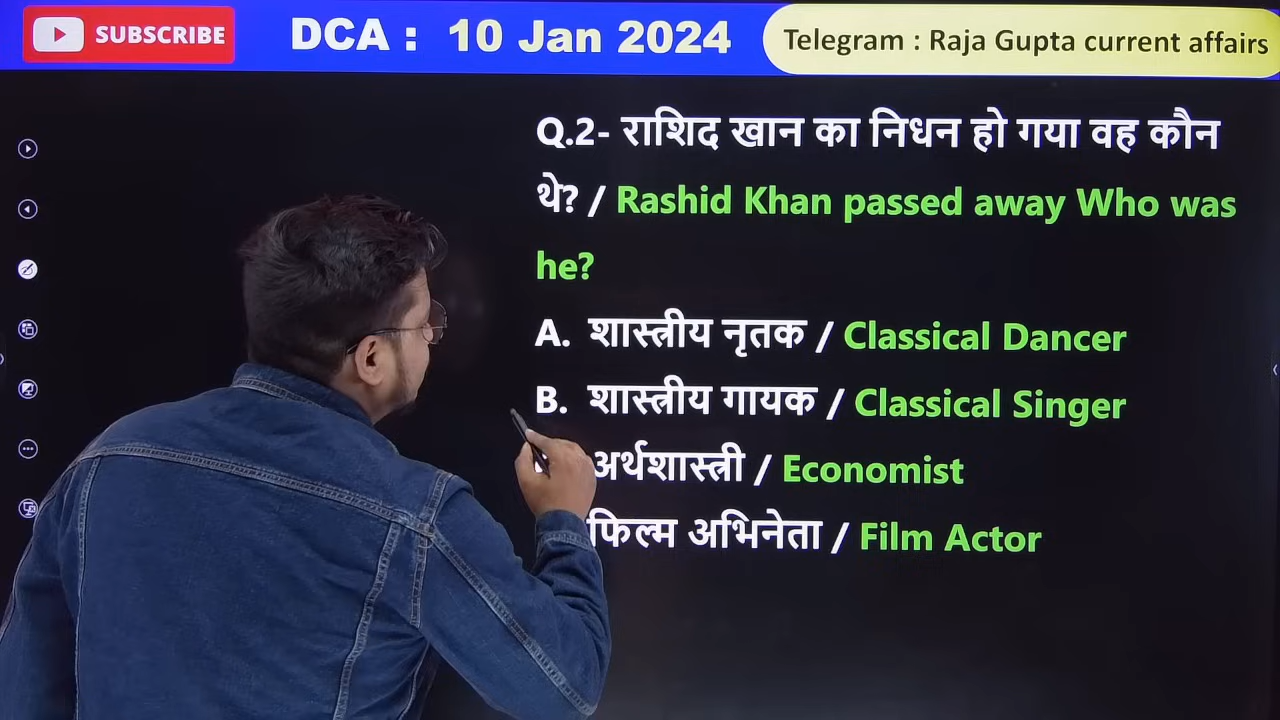 SUBSCRIBE
DCA : 10 Jan 2024
Telegram : Raja Gupta current affairs
Q.2- राशिद खान का निधन हो गया वह कौन
थे? / Rashid Khan passed away Who was
he?
A. शास्त्रीय नृतक / Classical Dancer
B. शास्त्रीय गायक / Classical Singer
अर्थशास्त्री / Economist
फिल्म अभिनेता / Film Actor